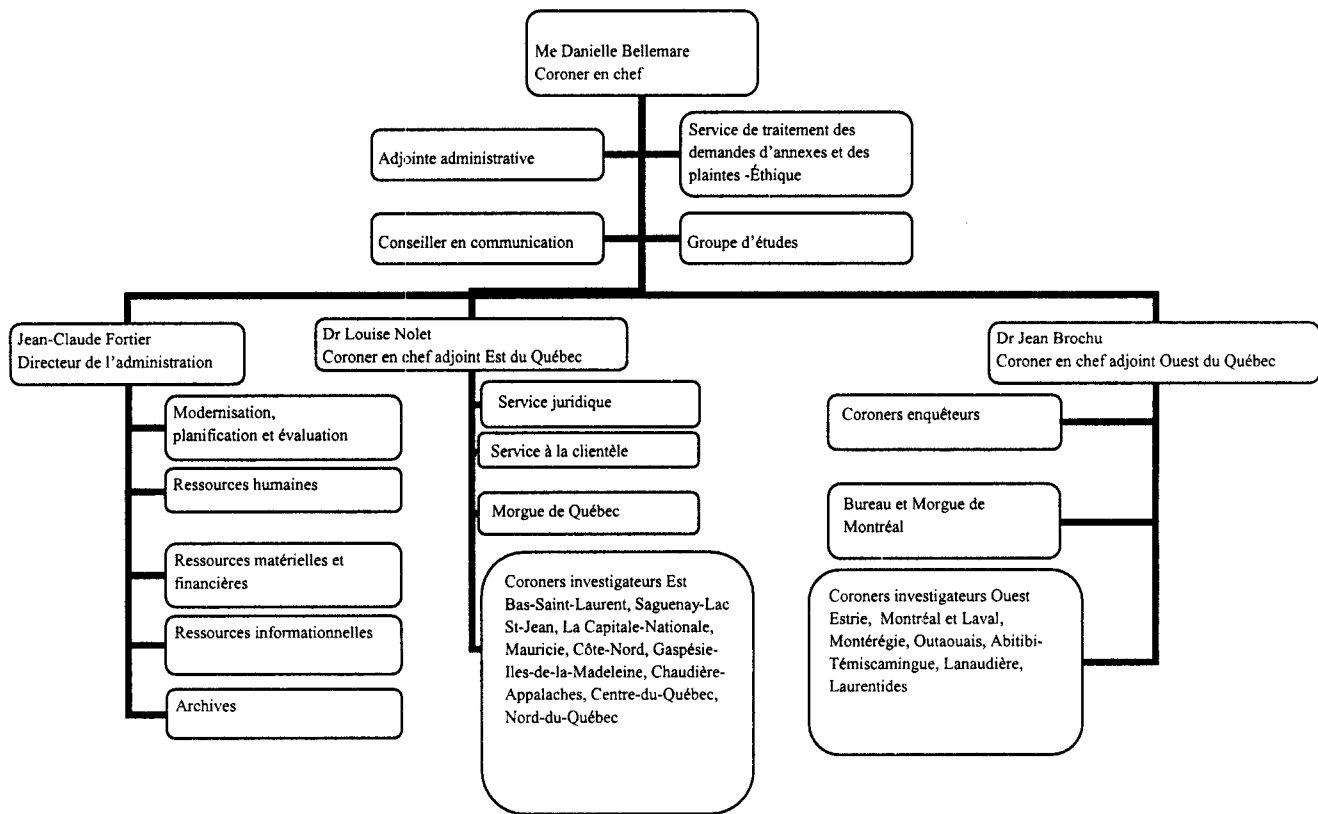 Me Danielle Bellemare
Coroner en chef
Adjointe administrative
Service de traitement des
demandes d'annexes et des
plaintes -Éthique
Conseiller en communication
Groupe d'études
Jean-Claude Fortier
Directeur de l'administration
Modernisation,
planification et évaluation
Ressources humaines
Ressources matérielles et
financières
Ressources informationnelles
Archives
Dr Louise Nolet
Coroner en chef adjoint Est du Québec
Service juridique
Service à la clientèle
Morgue de Québec
Coroners investigateurs Est
Bas-Saint-Laurent, Saguenay-Lac
St-Jean, La Capitale-Nationale,
Mauricie, Côte-Nord, Gaspésie-
Iles-de-la-Madeleine, Chaudière-
Appalaches, Centre-du-Québec,
Nord-du-Québec
Dr Jean Brochu
Coroner en chef adjoint Ouest du Québec
Coroners enquêteurs
Bureau et Morgue de
Montréal
Coroners investigateurs Ouest
Estrie, Montréal et Laval,
Montérégie, Outaouais, Abitibi-
Témiscamingue, Lanaudière,
Laurentides